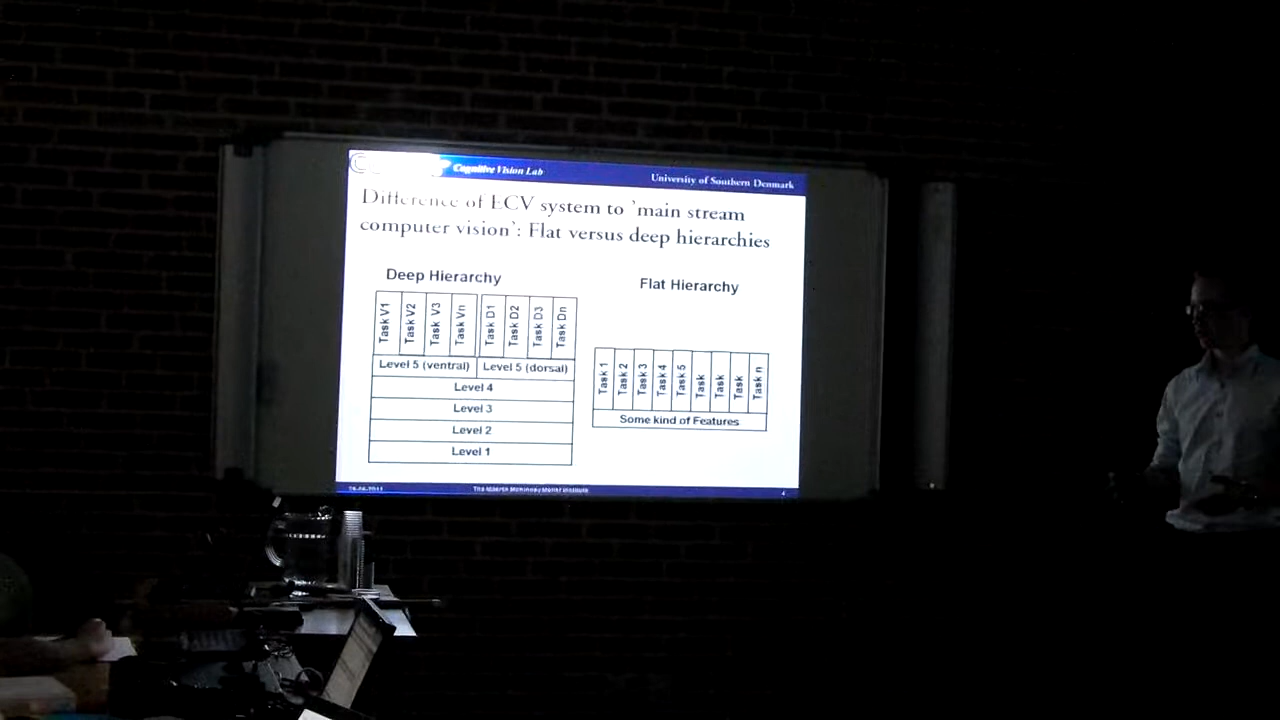 Cognitive Vision Lab
University of Southern Denmark
Difference of ECV system to `main stream
computer vision`: Flat versus deep hierarchies
Deep Hierarchy
Task V1
Task V2
Task V3
Task Vn
Task D1
Task D2
Task D3
Task Dn
Level 5 (ventral)
Level 5 (dorsal)
Level 4
Level 3
Level 2
Level 1
Flat Hierarchy
Task 1
Task 2
Task 3
Task 4
Task 5
Task
Task
Task
Task n
Some kind of Features
4